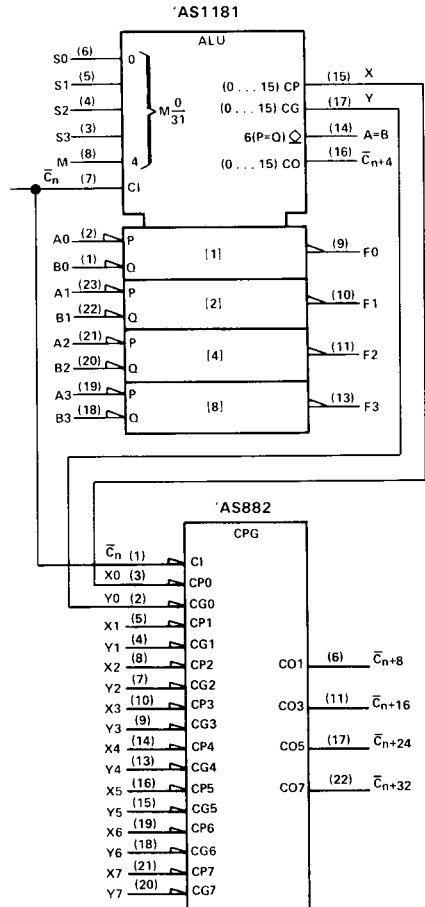 'AS1181
ALU
S0 (6) 0
S1 (5)
S2 (4)
S3 (3)
M (8) 4
C̅n (7) CI
M 0/31
(0 ... 15) CP (15) X
(0 ... 15) CG (17) Y
6(P=Q) ◇ (14) A=B
(0 ... 15) CO (16) C̅n+4
A0 (2) P
B0 (1) Q
[1] (9) F0
A1 (23) P
B1 (22) Q
[2] (10) F1
A2 (21) P
B2 (20) Q
[4] (11) F2
A3 (19) P
B3 (18) Q
[8] (13) F3
'AS882
CPG
C̅n (1) CI
X0 (3) CP0
Y0 (2) CG0
X1 (5) CP1
Y1 (4) CG1
X2 (8) CP2
Y2 (7) CG2
X3 (10) CP3
Y3 (9) CG3
X4 (14) CP4
Y4 (13) CG4
X5 (16) CP5
Y5 (15) CG5
X6 (19) CP6
Y6 (18) CG6
X7 (21) CP7
Y7 (20) CG7
CO1 (6) C̅n+8
CO3 (11) C̅n+16
CO5 (17) C̅n+24
CO7 (22) C̅n+32